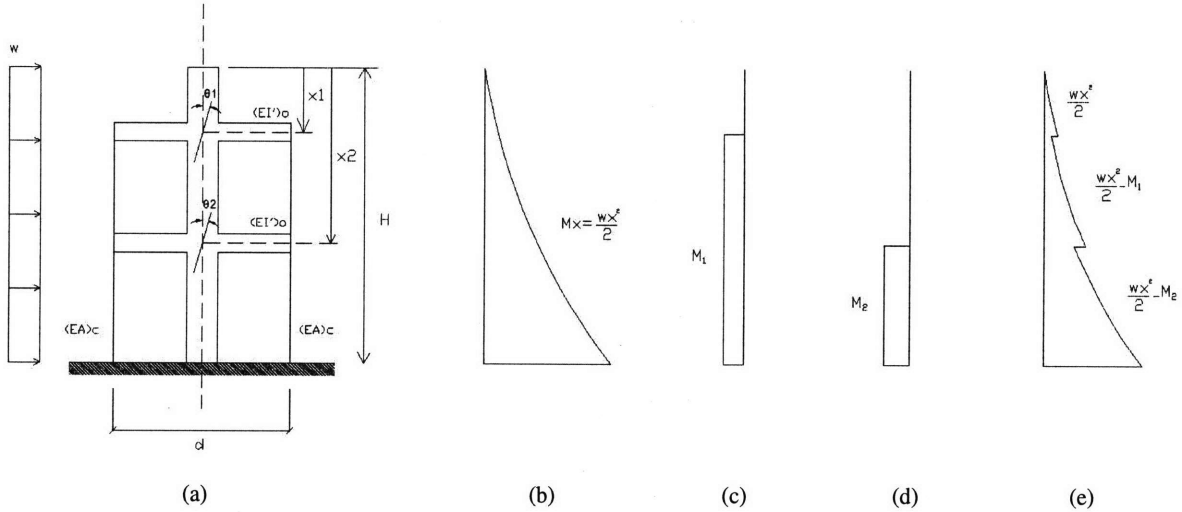 w
θ1
(EI')o
x1
x2
H
θ2
(EI')o
(EA)c
(EA)c
d
Mx=wx²/2
M₁
M₂
wx²/2
wx²/2-M₁
wx²/2-M₂
(a)
(b)
(c)
(d)
(e)